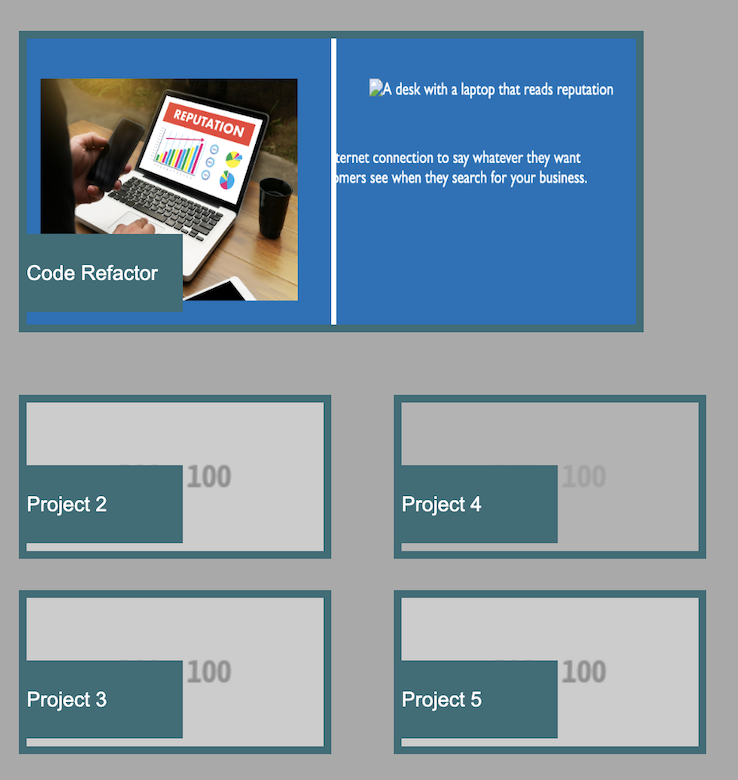 REPUTATION
A desk with a laptop that reads reputation
ternet connection to say whatever they want
omers see when they search for your business.
Code Refactor
100
Project 2
100
Project 4
100
Project 3
100
Project 5